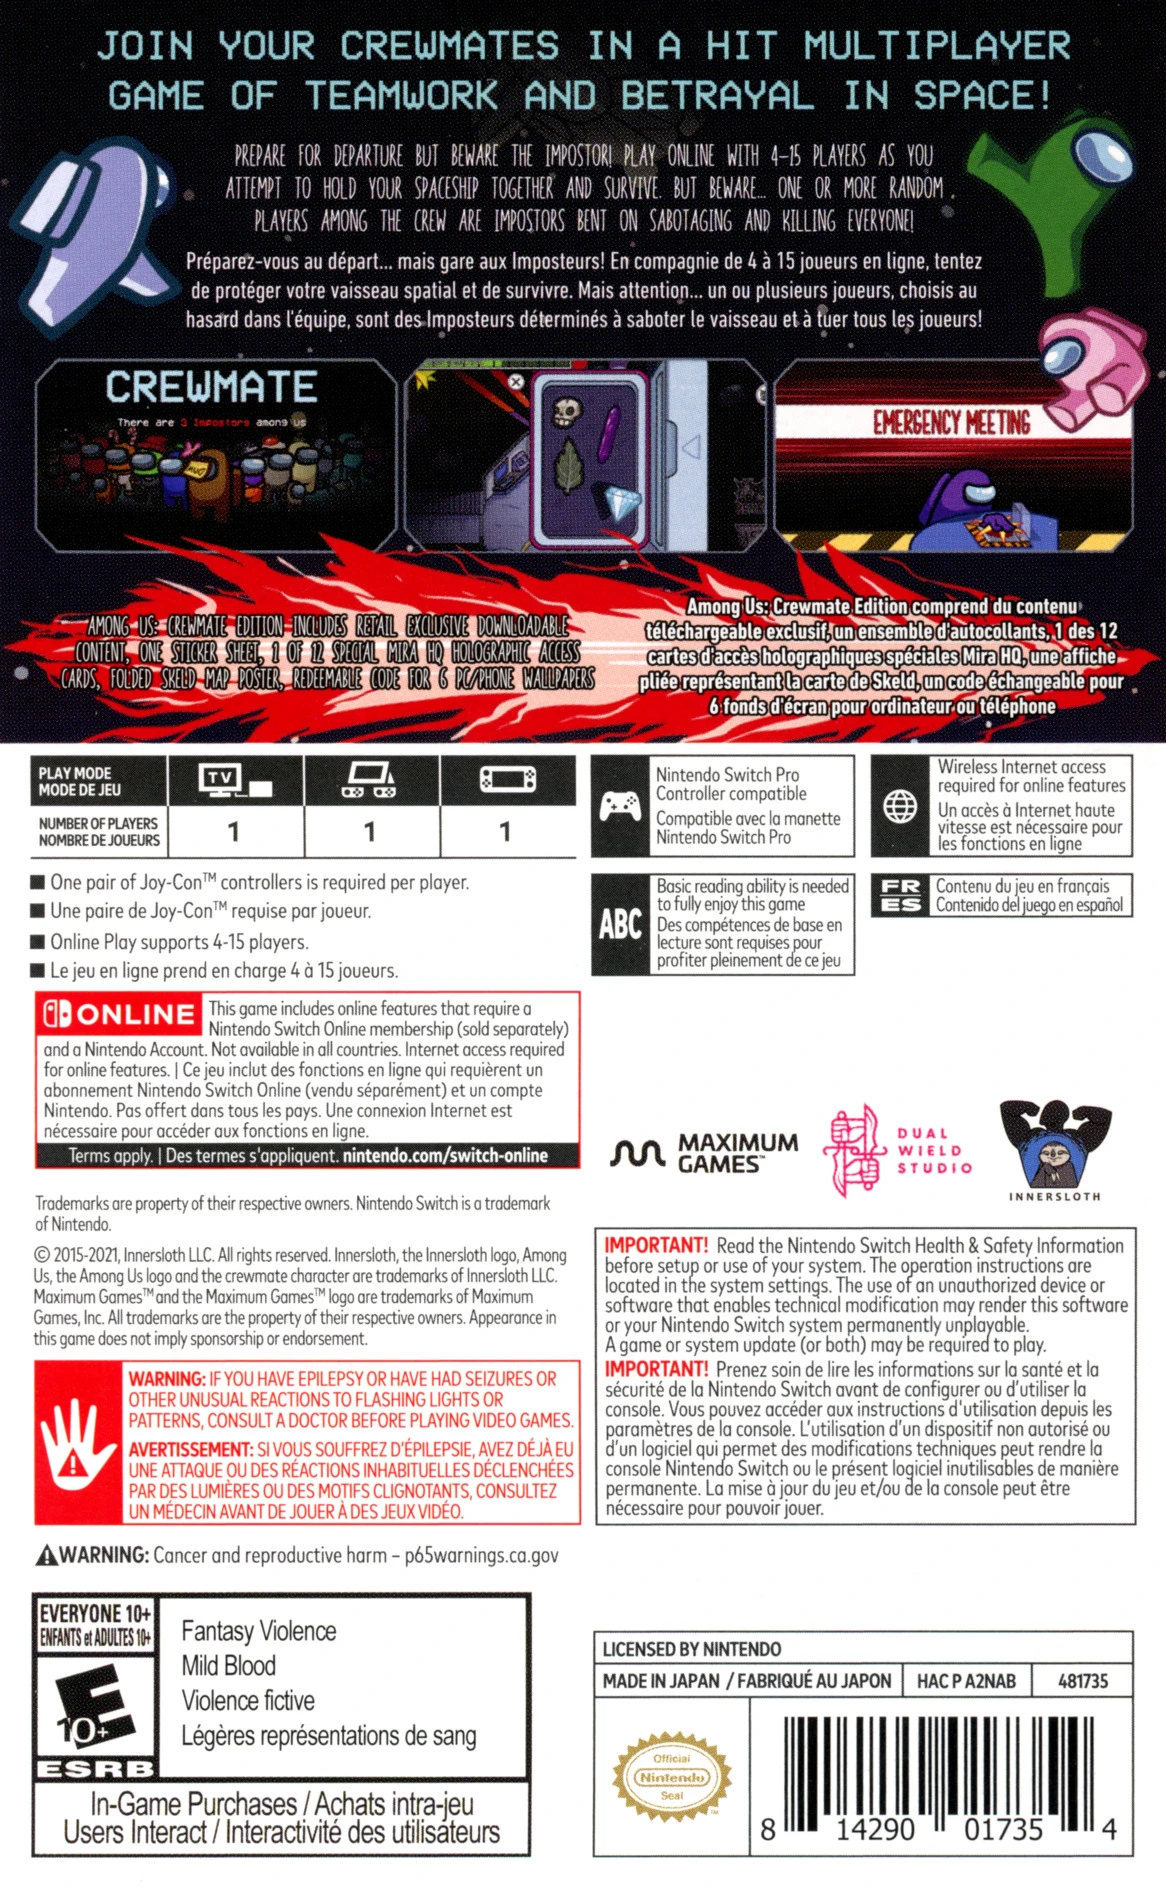 JOIN YOUR CREWMATES IN A HIT MULTIPLAYER
GAME OF TEAMWORK AND BETRAYAL IN SPACE!
PREPARE FOR DEPARTURE BUT BEWARE THE IMPOSTOR! PLAY ONLINE WITH 4-15 PLAYERS AS YOU
ATTEMPT TO HOLD YOUR SPACESHIP TOGETHER AND SURVIVE. BUT BEWARE... ONE OR MORE RANDOM
PLAYERS AMONG THE CREW ARE IMPOSTORS BENT ON SABOTAGING AND KILLING EVERYONE!
Préparez-vous au départ... mais gare aux Imposteurs! En compagnie de 4 à 15 joueurs en ligne, tentez
de protéger votre vaisseau spatial et de survivre. Mais attention... un ou plusieurs joueurs, choisis au
hasard dans l'équipe, sont des Imposteurs déterminés à saboter le vaisseau et à tuer tous les joueurs!
CREWMATE
There are 3 Impostors among us
EMERGENCY MEETING
AMONG US: CREWMATE EDITION INCLUDES RETAIL EXCLUSIVE DOWNLOADABLE
CONTENT, ONE STICKER SHEET, 1 OF 12 SPECIAL MIRA HQ HOLOGRAPHIC ACCESS
CARDS, FOLDED SKELD MAP POSTER, REDEEMABLE CODE FOR 6 PC/PHONE WALLPAPERS
Among Us: Crewmate Edition comprend du contenu
téléchargeable exclusif, un ensemble d'autocollants, 1 des 12
cartes d'accès holographiques spéciales Mira HQ, une affiche
pliée représentant la carte de Skeld, un code échangeable pour
6 fonds d'écran pour ordinateur ou téléphone
PLAY MODE
MODE DE JEU
TV
NUMBER OF PLAYERS
NOMBRE DE JOUEURS
1
1
1
Nintendo Switch Pro
Controller compatible
Compatible avec la manette
Nintendo Switch Pro
Wireless Internet access
required for online features
Un accès à Internet haute
vitesse est nécessaire pour
les fonctions en ligne
ABC
Basic reading ability is needed
to fully enjoy this game
Des compétences de base en
lecture sont requises pour
profiter pleinement de ce jeu
FR
ES
Contenu du jeu en français
Contenido del juego en español
One pair of Joy-Con™ controllers is required per player.
Une paire de Joy-Con™ requise par joueur.
Online Play supports 4-15 players.
Le jeu en ligne prend en charge 4 à 15 joueurs.
ONLINE
This game includes online features that require a
Nintendo Switch Online membership (sold separately)
and a Nintendo Account. Not available in all countries. Internet access required
for online features. | Ce jeu inclut des fonctions en ligne qui requièrent un
abonnement Nintendo Switch Online (vendu séparément) et un compte
Nintendo. Pas offert dans tous les pays. Une connexion Internet est
nécessaire pour accéder aux fonctions en ligne.
Terms apply. | Des termes s'appliquent. nintendo.com/switch-online
MAXIMUM
GAMES™
DUAL
WIELD
STUDIO
INNERSLOTH
Trademarks are property of their respective owners. Nintendo Switch is a trademark
of Nintendo.
© 2015-2021, Innersloth LLC. All rights reserved. Innersloth, the Innersloth logo, Among
Us, the Among Us logo and the crewmate character are trademarks of Innersloth LLC.
Maximum Games™ and the Maximum Games™ logo are trademarks of Maximum
Games, Inc. All trademarks are the property of their respective owners. Appearance in
this game does not imply sponsorship or endorsement.
IMPORTANT! Read the Nintendo Switch Health & Safety Information
before setup or use of your system. The operation instructions are
located in the system settings. The use of an unauthorized device or
software that enables technical modification may render this software
or your Nintendo Switch system permanently unplayable.
A game or system update (or both) may be required to play.
IMPORTANT! Prenez soin de lire les informations sur la santé et la
sécurité de la Nintendo Switch avant de configurer ou d'utiliser la
console. Vous pouvez accéder aux instructions d'utilisation depuis les
paramètres de la console. L'utilisation d'un dispositif non autorisé ou
d'un logiciel qui permet des modifications techniques peut rendre la
console Nintendo Switch ou le présent logiciel inutilisables de manière
permanente. La mise à jour du jeu et/ou de la console peut être
nécessaire pour pouvoir jouer.
WARNING: IF YOU HAVE EPILEPSY OR HAVE HAD SEIZURES OR
OTHER UNUSUAL REACTIONS TO FLASHING LIGHTS OR
PATTERNS, CONSULT A DOCTOR BEFORE PLAYING VIDEO GAMES.
AVERTISSEMENT: SI VOUS SOUFFREZ D'ÉPILEPSIE, AVEZ DÉJÀ EU
UNE ATTAQUE OU DES RÉACTIONS INHABITUELLES DÉCLENCHÉES
PAR DES LUMIÈRES OU DES MOTIFS CLIGNOTANTS, CONSULTEZ
UN MÉDECIN AVANT DE JOUER À DES JEUX VIDÉO.
WARNING: Cancer and reproductive harm – p65warnings.ca.gov
EVERYONE 10+
ENFANTS et ADULTES 10+
E
10+
ESRB
Fantasy Violence
Mild Blood
Violence fictive
Légères représentations de sang
In-Game Purchases / Achats intra-jeu
Users Interact / Interactivité des utilisateurs
LICENSED BY NINTENDO
MADE IN JAPAN / FABRIQUÉ AU JAPON
HAC P A2NAB
481735
Official
Nintendo
Seal
8 14290 01735 4